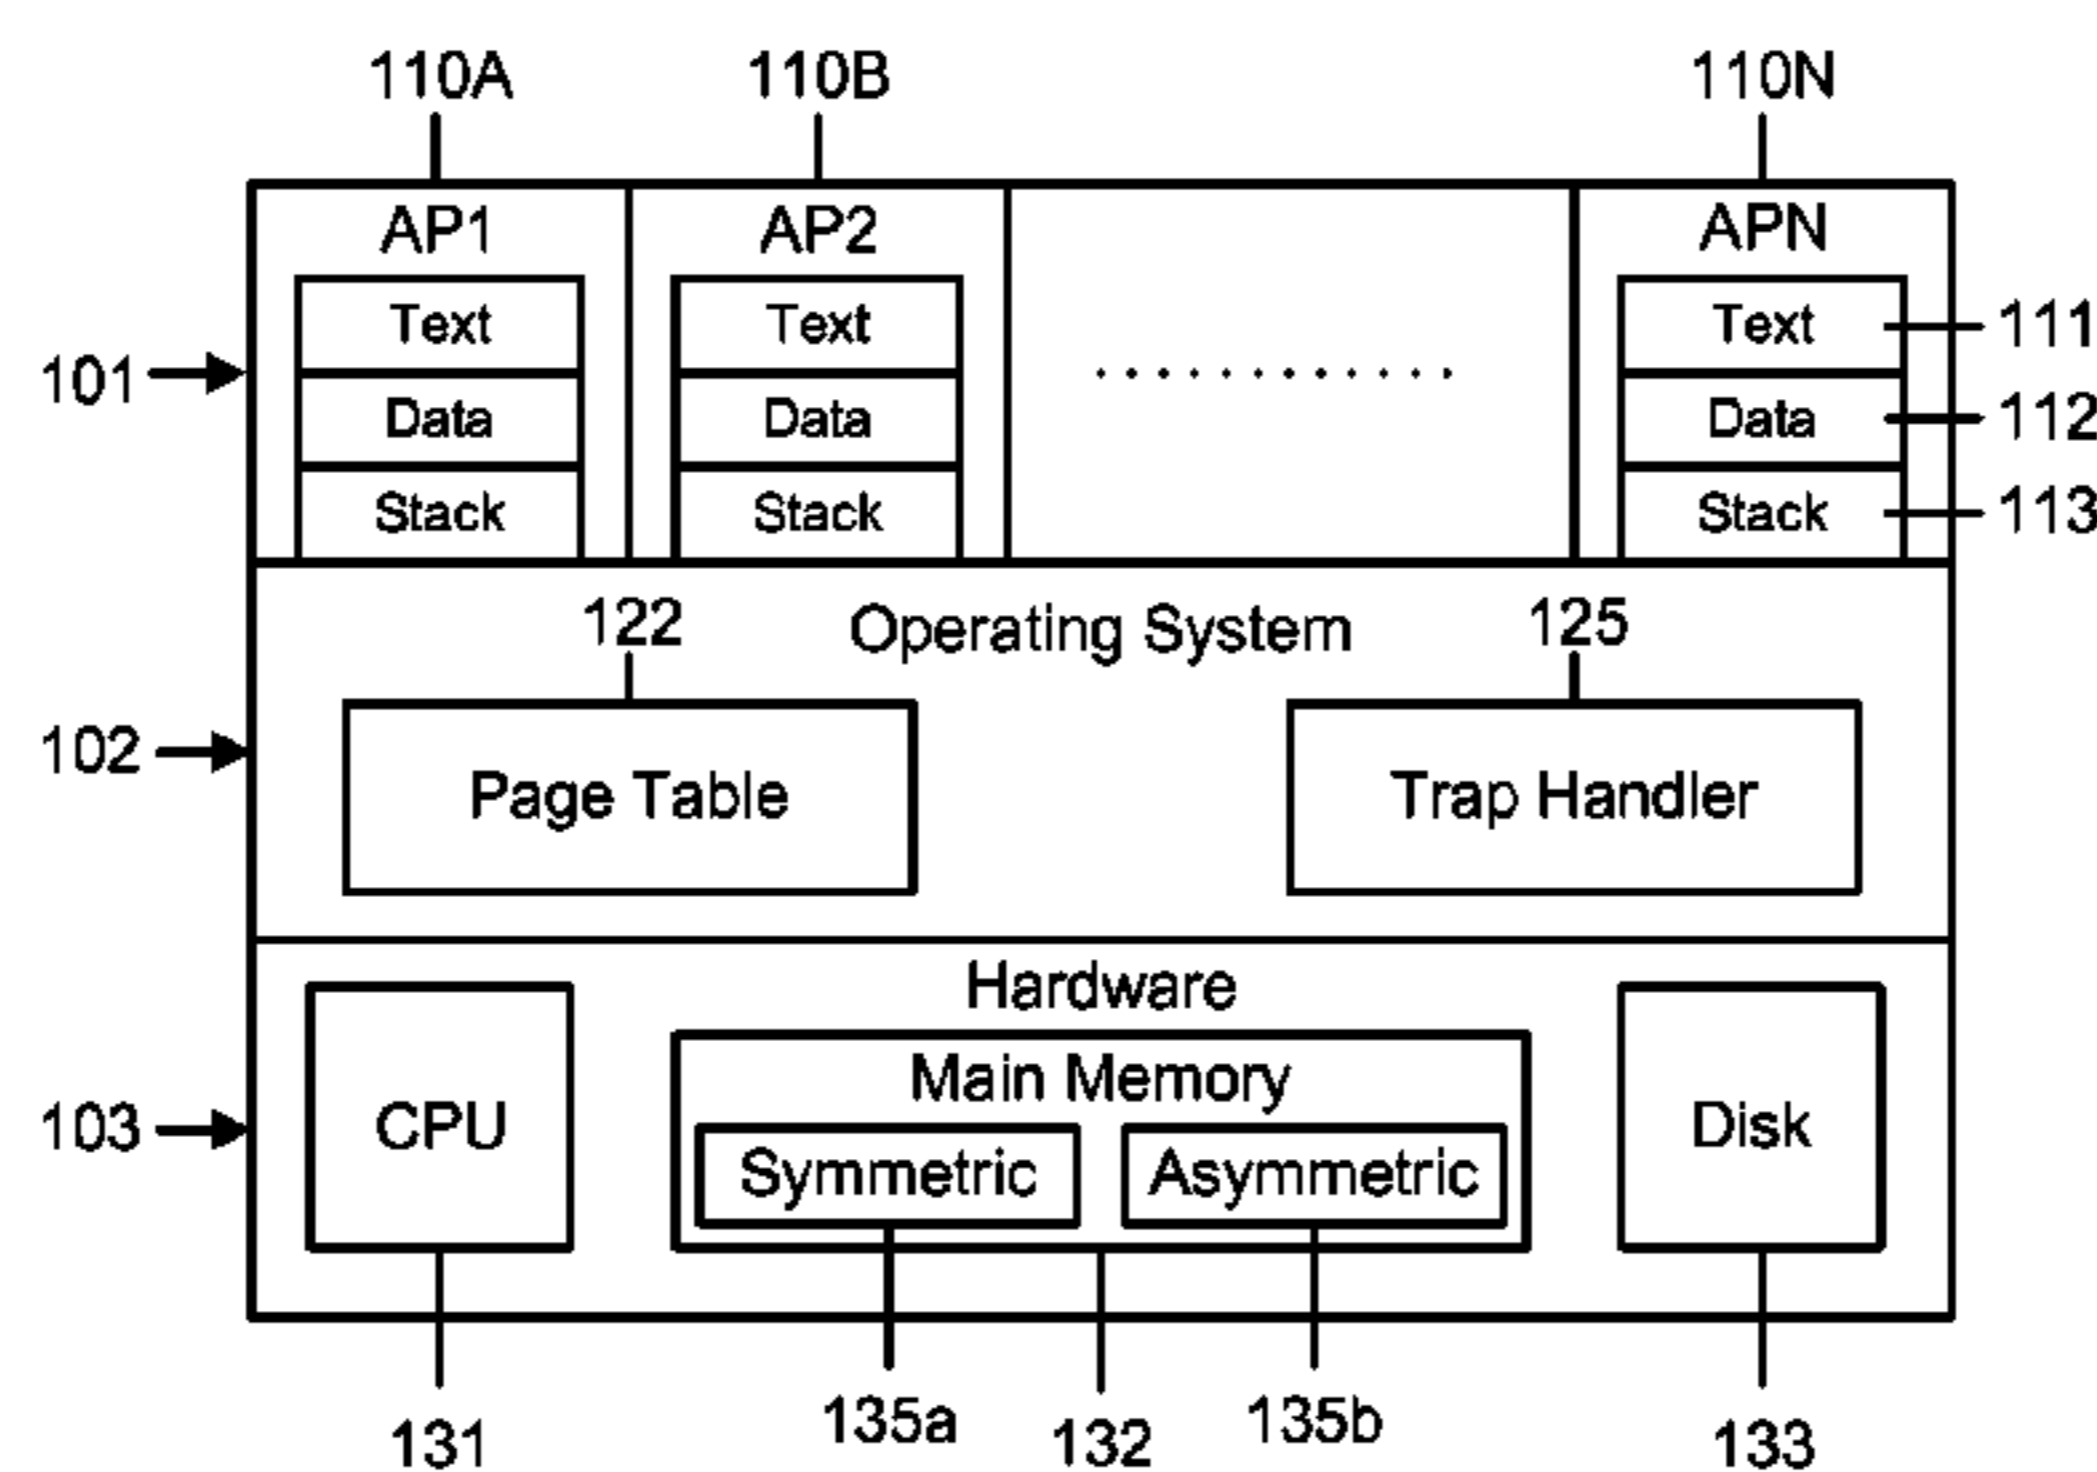 110A 110B 110N
AP1 AP2 APN
Text Text Text 111
101
Data Data Data 112
Stack Stack Stack 113
122 Operating System 125
102
Page Table Trap Handler
Hardware
Main Memory
103 CPU Disk
Symmetric Asymmetric
131 135a 132 135b 133